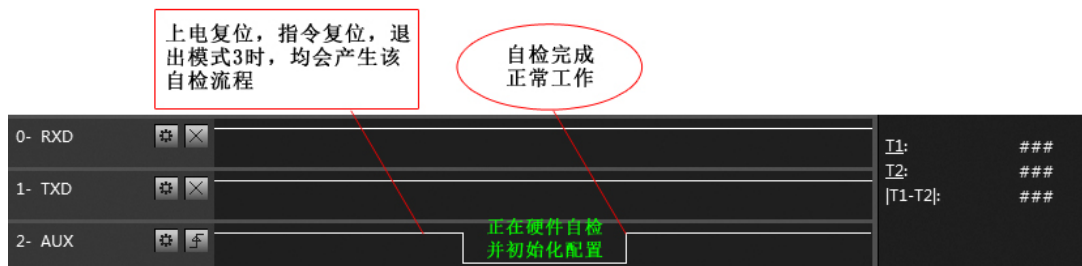 上电复位，指令复位，退
出模式3时，均会产生该
自检流程
自检完成
正常工作
0- RXD
T1: ###
T2: ###
1- TXD
|T1-T2|: ###
正在硬件自检
2- AUX
并初始化配置